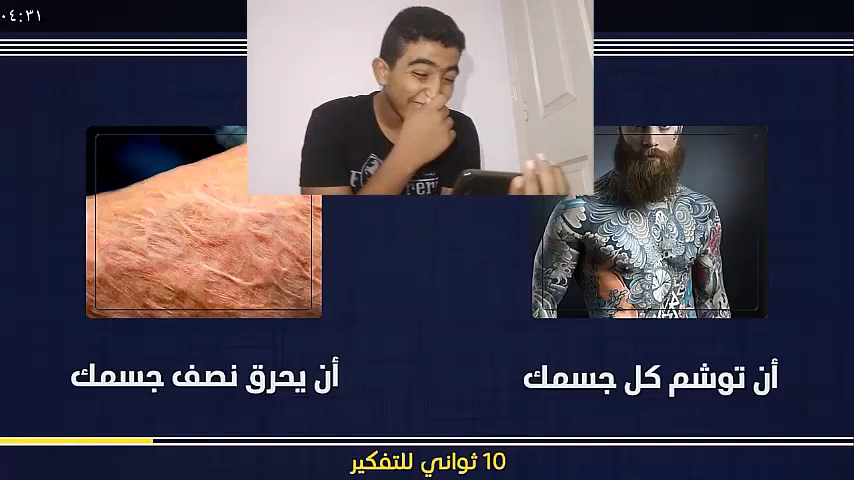 ٠٤:٣١
أن توشم كل جسمك
أن يحرق نصف جسمك
10 ثواني للتفكير